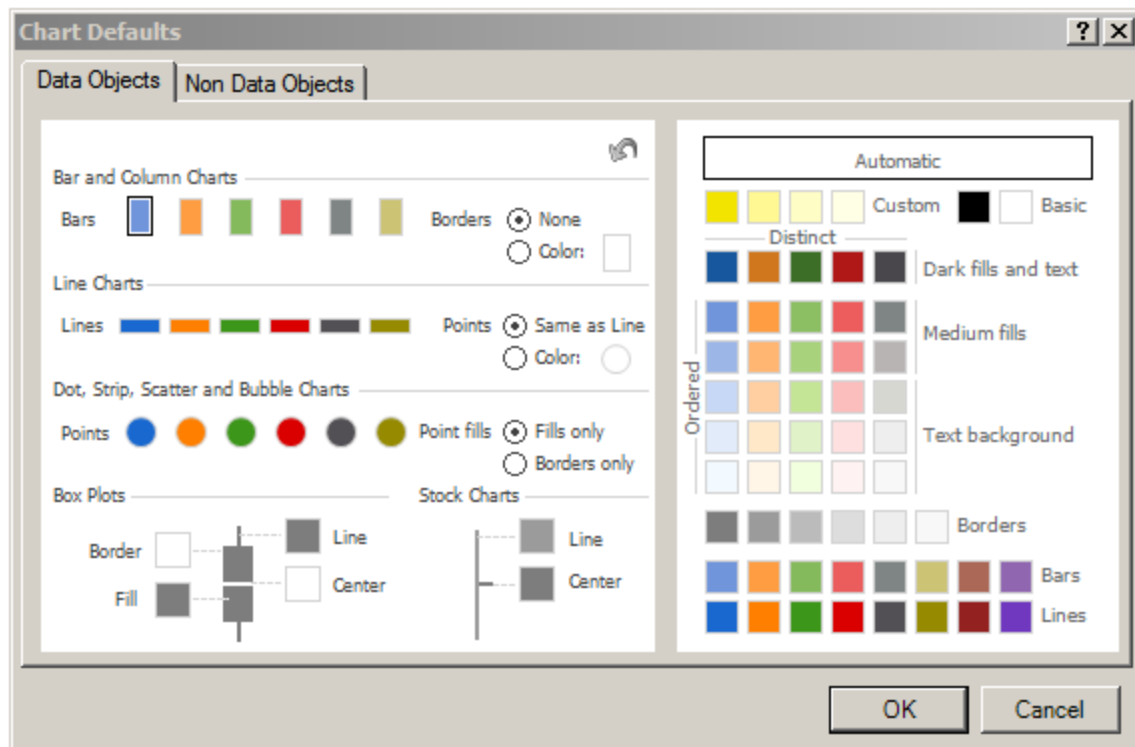 Chart Defaults
Data Objects
Non Data Objects
Bar and Column Charts
Bars
Borders
None
Color:
Line Charts
Lines
Points
Same as Line
Color:
Dot, Strip, Scatter and Bubble Charts
Points
Point fills
Fills only
Borders only
Box Plots
Border
Fill
Line
Center
Stock Charts
Line
Center
Automatic
Custom
Basic
Distinct
Dark fills and text
Ordered
Medium fills
Text background
Borders
Bars
Lines
OK
Cancel